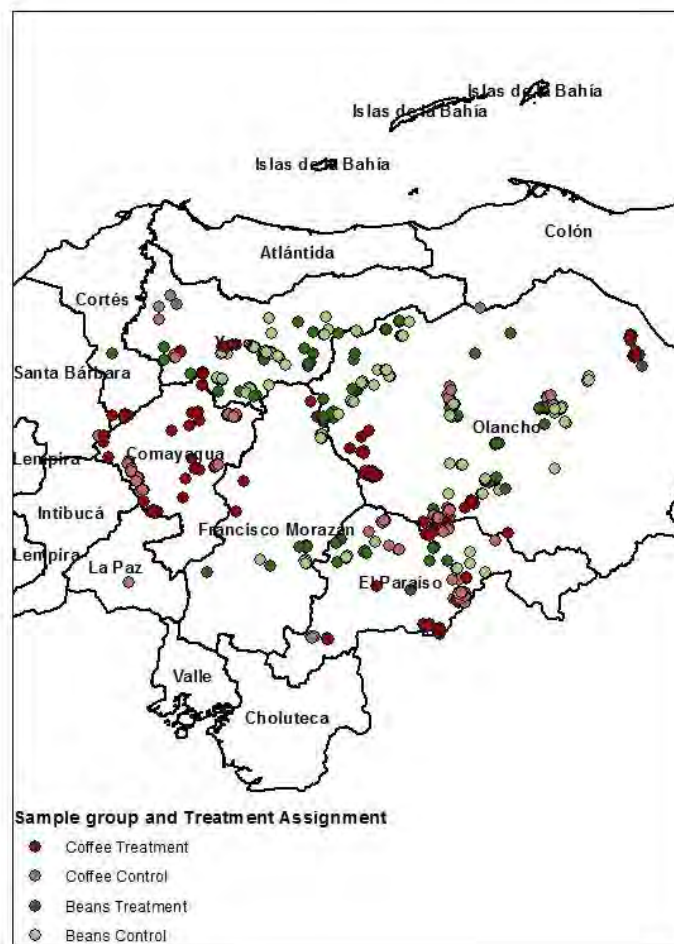 Islas de la Bahía
Islas de la Bahía
Islas de la Bahía
Colón
Atlántida
Cortés
Santa Bárbara
Olancho
Lempira
Comayagua
Intibucá
Francisco Morazán
Lempira
La Paz
El Paraíso
Valle
Choluteca
Sample group and Treatment Assignment
Coffee Treatment
Coffee Control
Beans Treatment
Beans Control